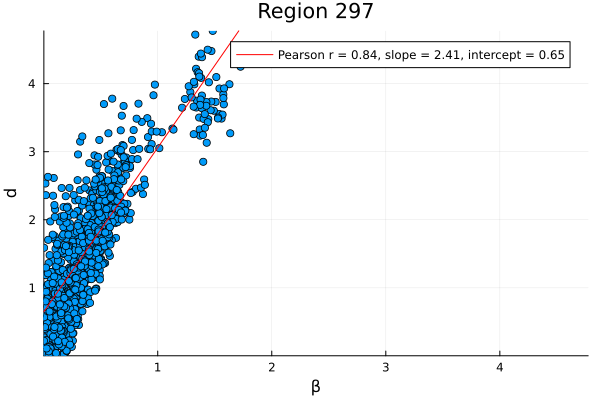 Region 297
Pearson r = 0.84, slope = 2.41, intercept = 0.65
4
3
2
1
d
1 2 3 4
β